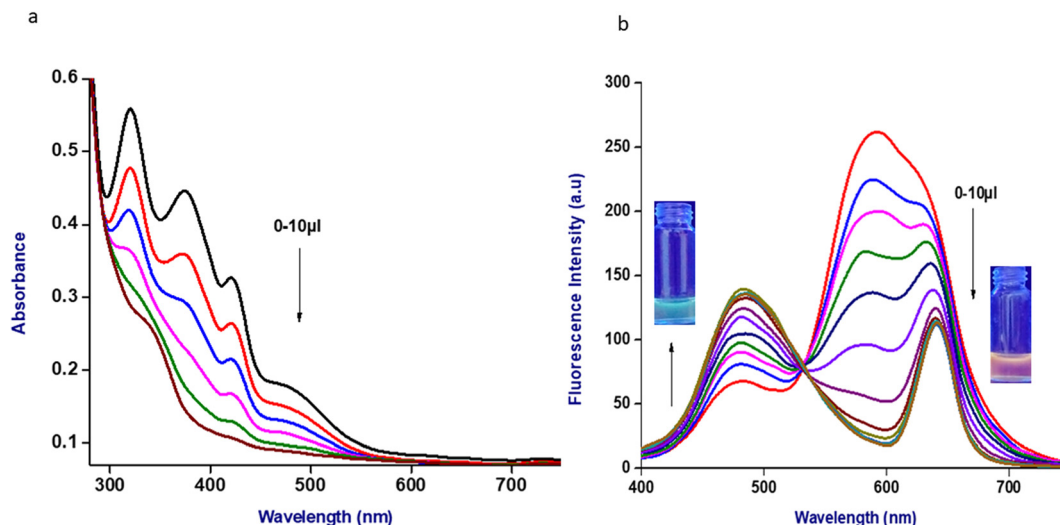 a
0.6
0.5
0.4
0.3
0.2
0.1
Absorbance
0-10µl
300 400 500 600 700
Wavelength (nm)
b
300
250
200
150
100
50
0
Fluorescence Intensity (a.u)
0-10µl
400 500 600 700
Wavelength (nm)